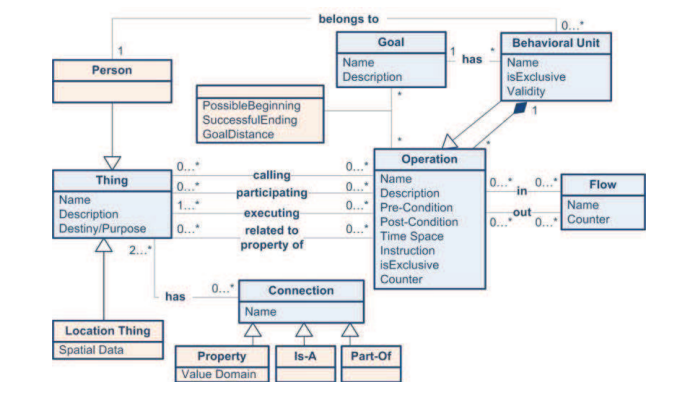 belongs to
1
0...*
Person
Goal
Name
Description
1
has
*
Behavioral Unit
Name
isExclusive
Validity
PossibleBeginning
SuccessfulEnding
GoalDistance
*
*
1
*
Thing
Name
Description
Destiny/Purpose
0...*
calling
0...*
0...*
participating
0...*
1...*
executing
0...*
0...*
related to
property of
0...*
Operation
Name
Description
Pre-Condition
Post-Condition
Time Space
Instruction
isExclusive
Counter
0...*
in
0...*
out
0...*
0...*
Flow
Name
Counter
2...*
has
0...*
Connection
Name
Location Thing
Spatial Data
Property
Value Domain
Is-A
Part-Of